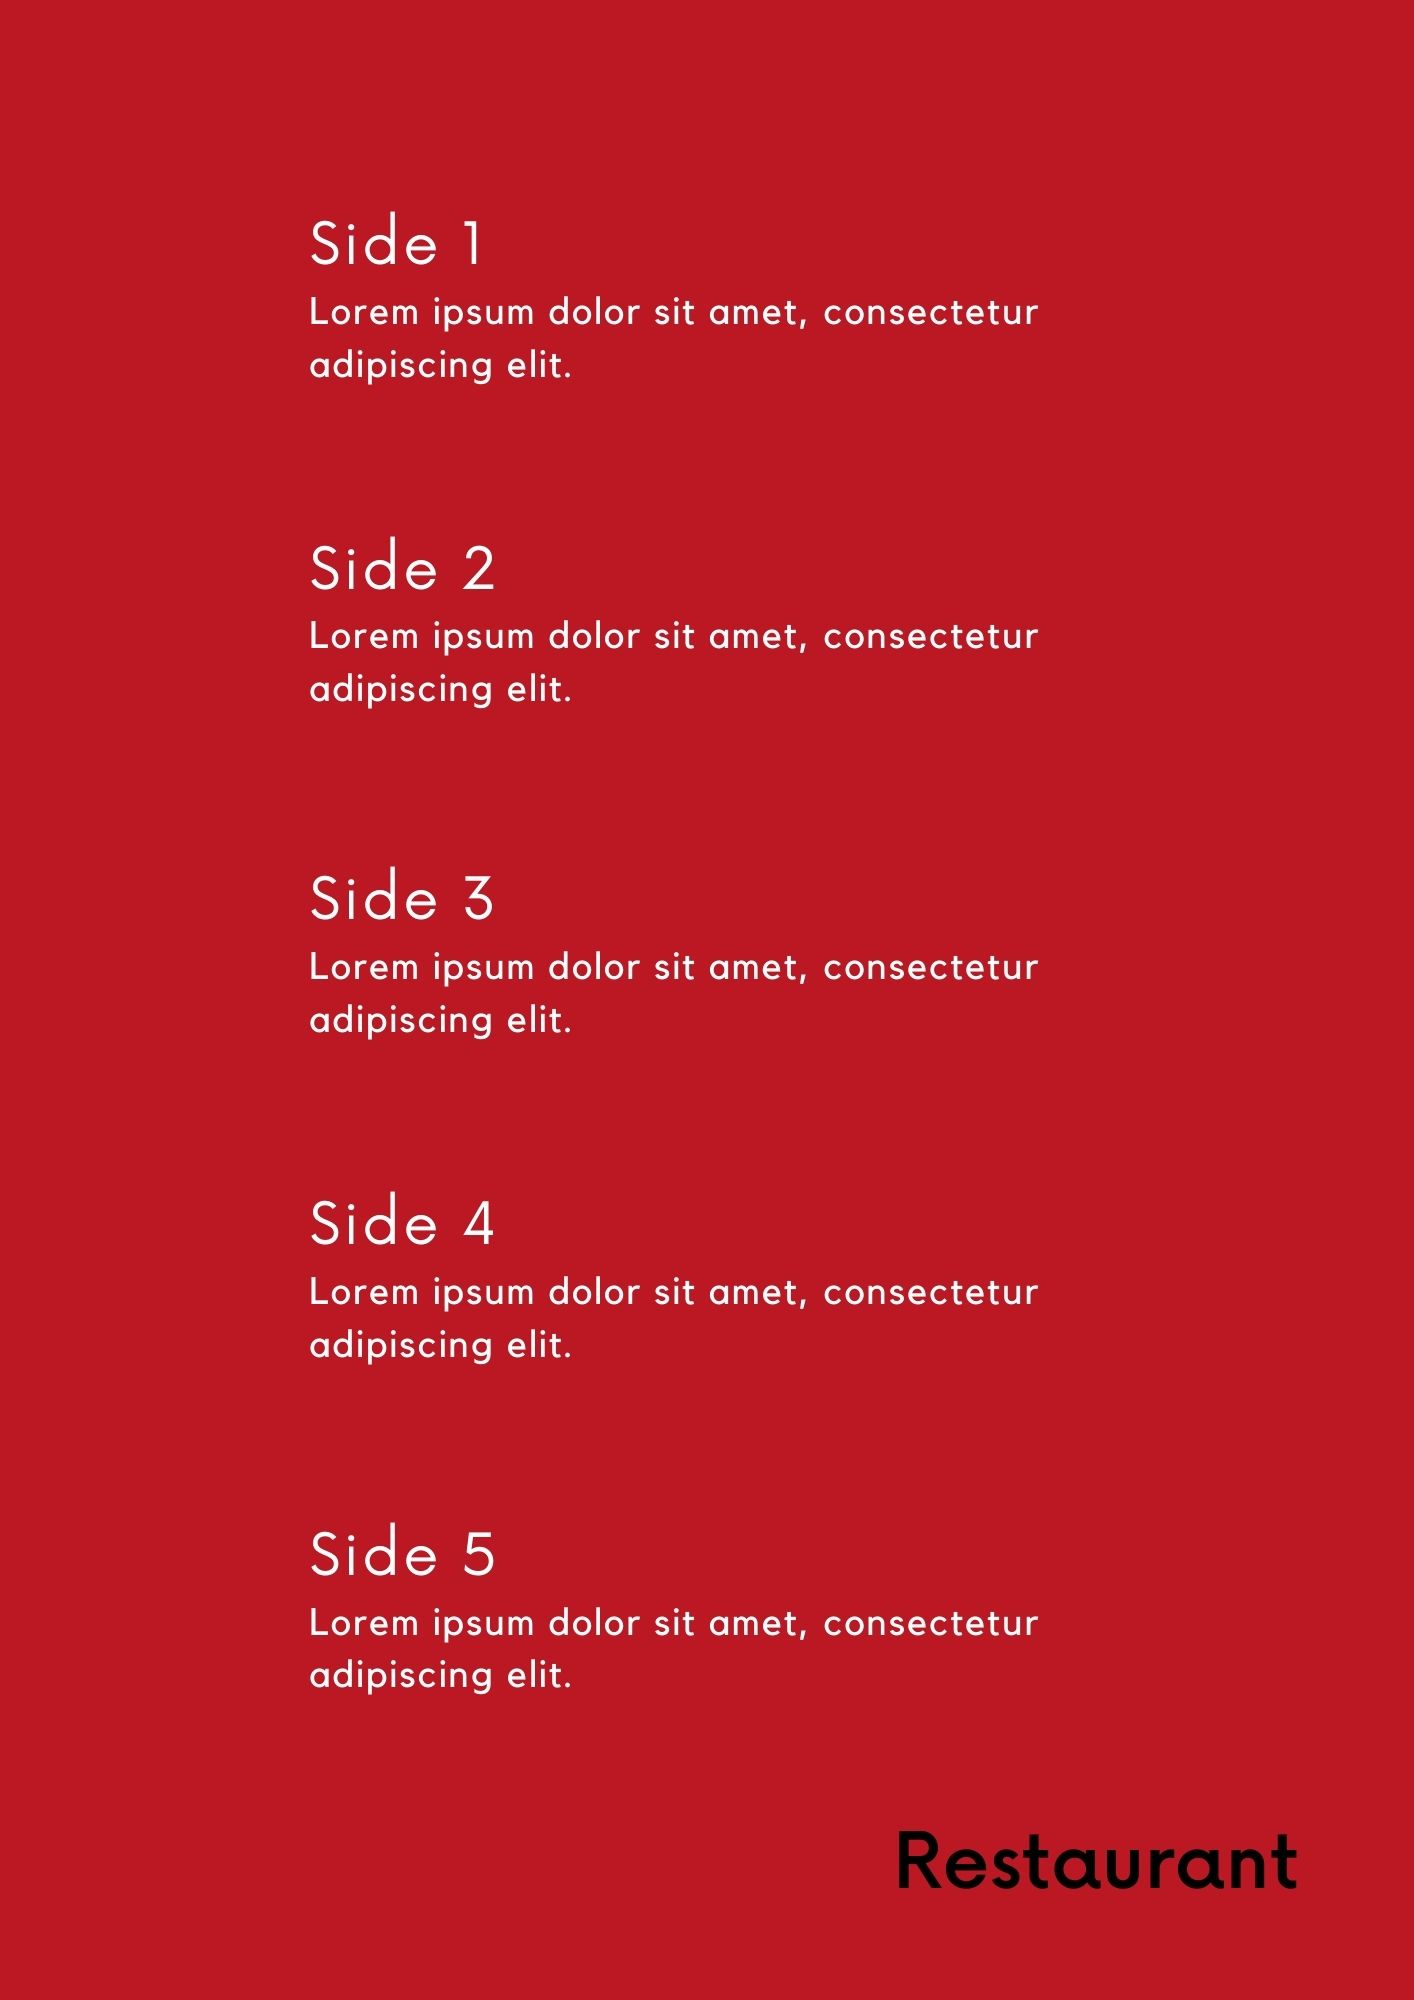 Side 1
Lorem ipsum dolor sit amet, consectetur
adipiscing elit.
Side 2
Lorem ipsum dolor sit amet, consectetur
adipiscing elit.
Side 3
Lorem ipsum dolor sit amet, consectetur
adipiscing elit.
Side 4
Lorem ipsum dolor sit amet, consectetur
adipiscing elit.
Side 5
Lorem ipsum dolor sit amet, consectetur
adipiscing elit.
Restaurant